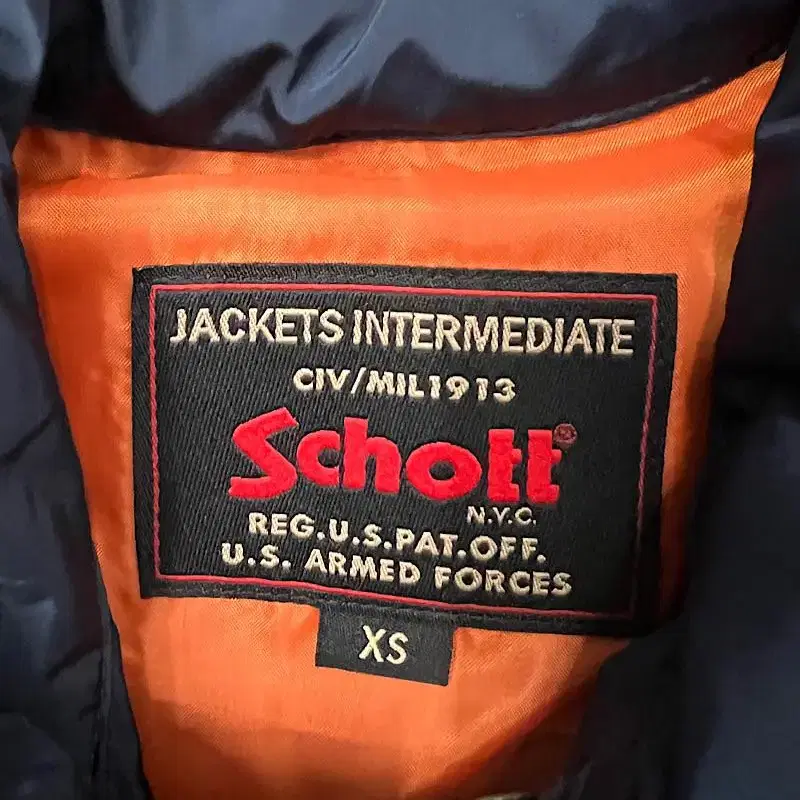 JACKETS INTERMEDIATE
CIV/MIL1913
Schott®
N.Y.C.
REG.U.S.PAT.OFF.
U.S. ARMED FORCES
XS